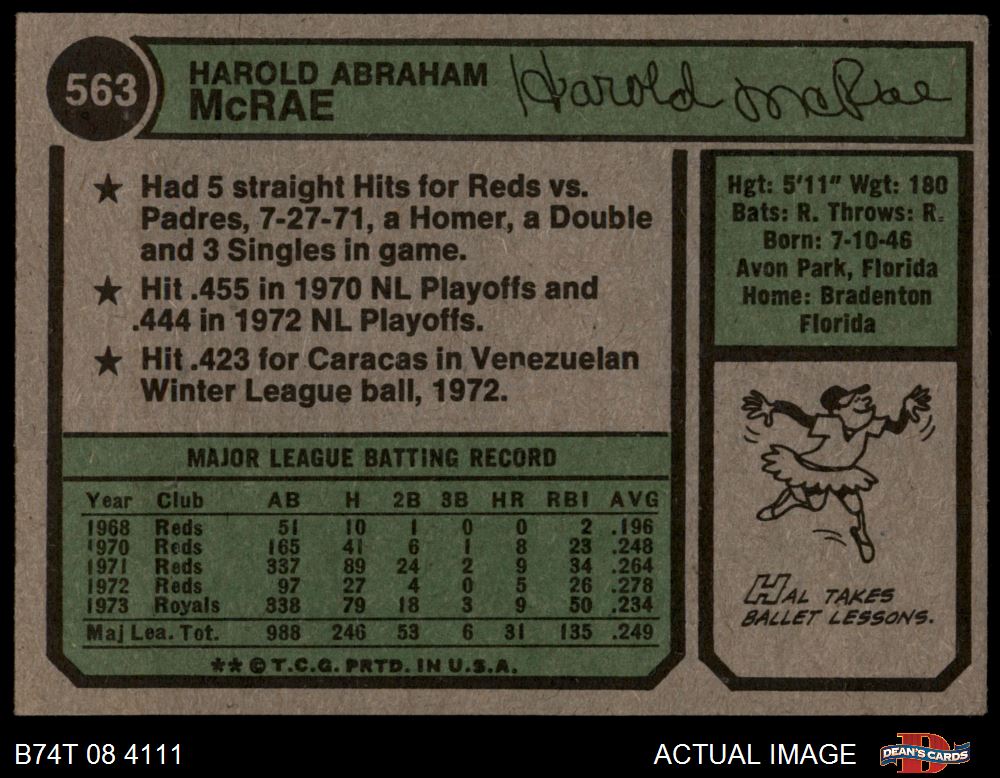 563
HAROLD ABRAHAM
McRAE
Harold McRae
★ Had 5 straight Hits for Reds vs.
Padres, 7-27-71, a Homer, a Double
and 3 Singles in game.
★ Hit .455 in 1970 NL Playoffs and
.444 in 1972 NL Playoffs.
★ Hit .423 for Caracas in Venezuelan
Winter League ball, 1972.
Hgt: 5'11" Wgt: 180
Bats: R. Throws: R.
Born: 7-10-46
Avon Park, Florida
Home: Bradenton
Florida
MAJOR LEAGUE BATTING RECORD
Year Club AB H 2B 3B HR RBI AVG
1968 Reds 51 10 1 0 0 2 .196
1970 Reds 165 41 6 1 8 23 .248
1971 Reds 337 89 24 2 9 34 .264
1972 Reds 97 27 4 0 5 26 .278
1973 Royals 338 79 18 3 9 50 .234
Maj Lea. Tot. 988 246 53 6 31 135 .249
** © T.C.G. PRTD. IN U.S.A.
HAL TAKES
BALLET LESSONS.
B74T 08 4111
ACTUAL IMAGE
D
DEAN'S CARDS